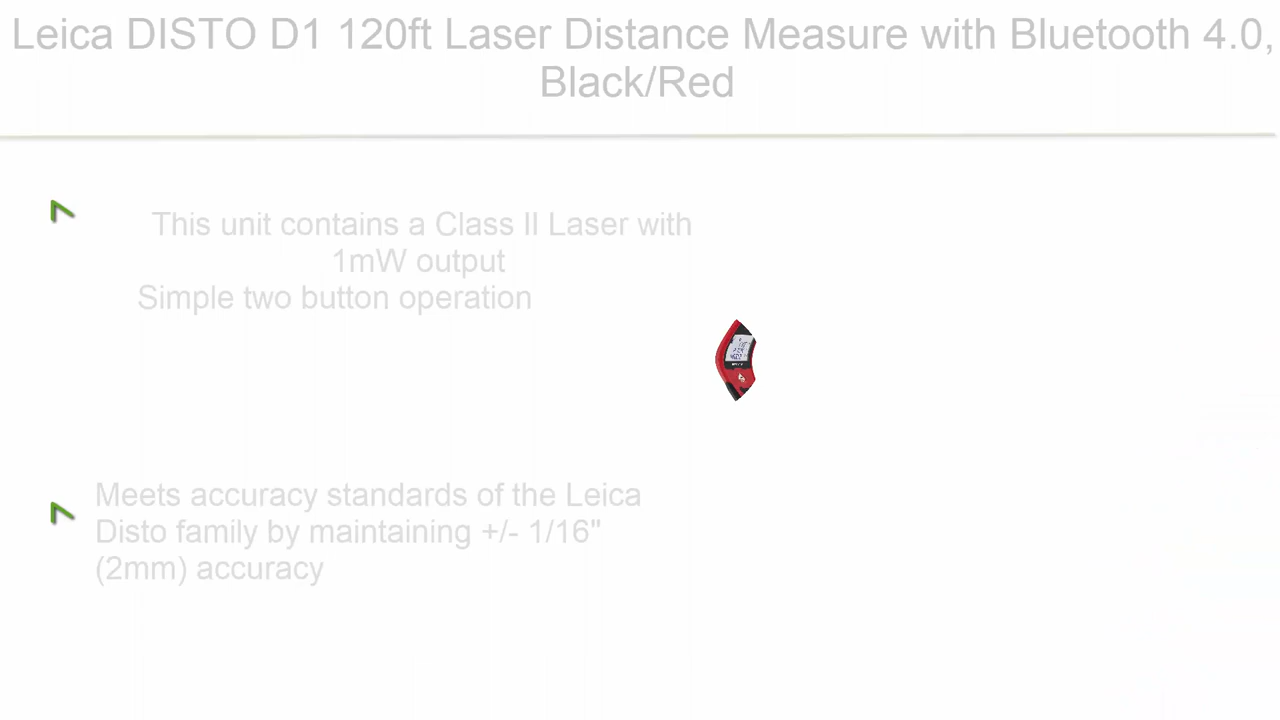 Leica DISTO D1 120ft Laser Distance Measure with Bluetooth 4.0,
Black/Red
This unit contains a Class II Laser with
1mW output
Simple two button operation
Meets accuracy standards of the Leica
Disto family by maintaining +/- 1/16"
(2mm) accuracy